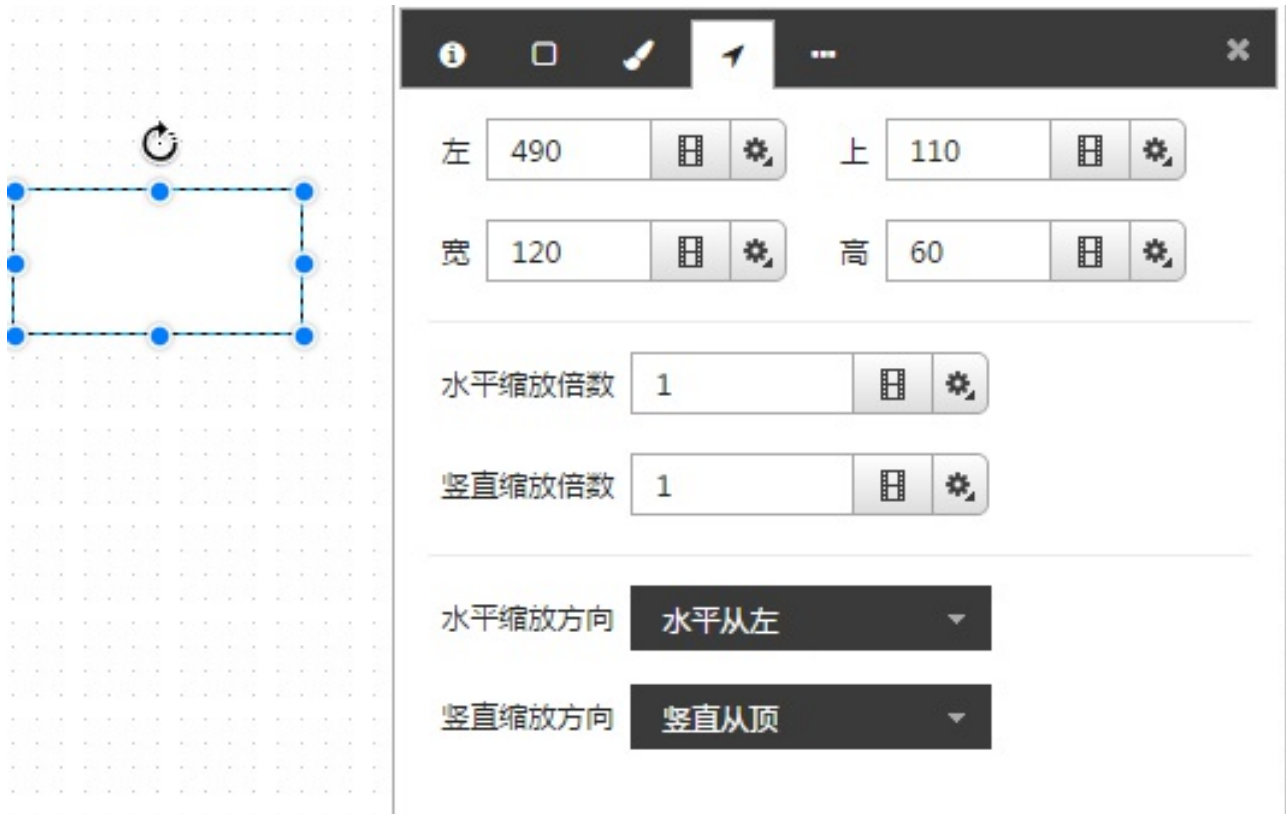 左 490 上 110
宽 120 高 60
水平缩放倍数 1
竖直缩放倍数 1
水平缩放方向 水平从左
竖直缩放方向 竖直从顶